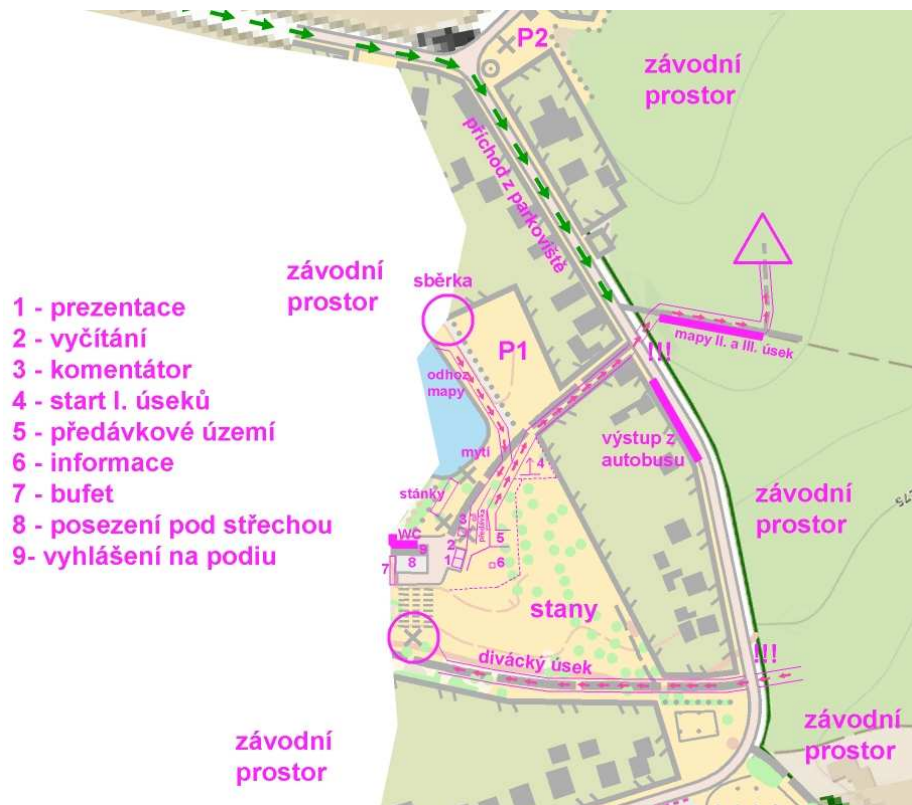 P2
závodní
prostor
příchod z parkoviště
závodní
prostor
sběrka
1 - prezentace
2 - vyčítání
3 - komentátor
4 - start I. úseků
5 - předávkové území
6 - informace
7 - bufet
8 - posezení pod střechou
9- vyhlášení na podiu
P1
!!!
mapy II. a III. úsek
odhoz
mapy
výstup z
autobusu
mytí
4
stánky
závodní
prostor
75
3
předávka
5
WC
9
2
1
8
7
6
stany
!!!
divácký úsek
závodní
prostor
závodní
prostor